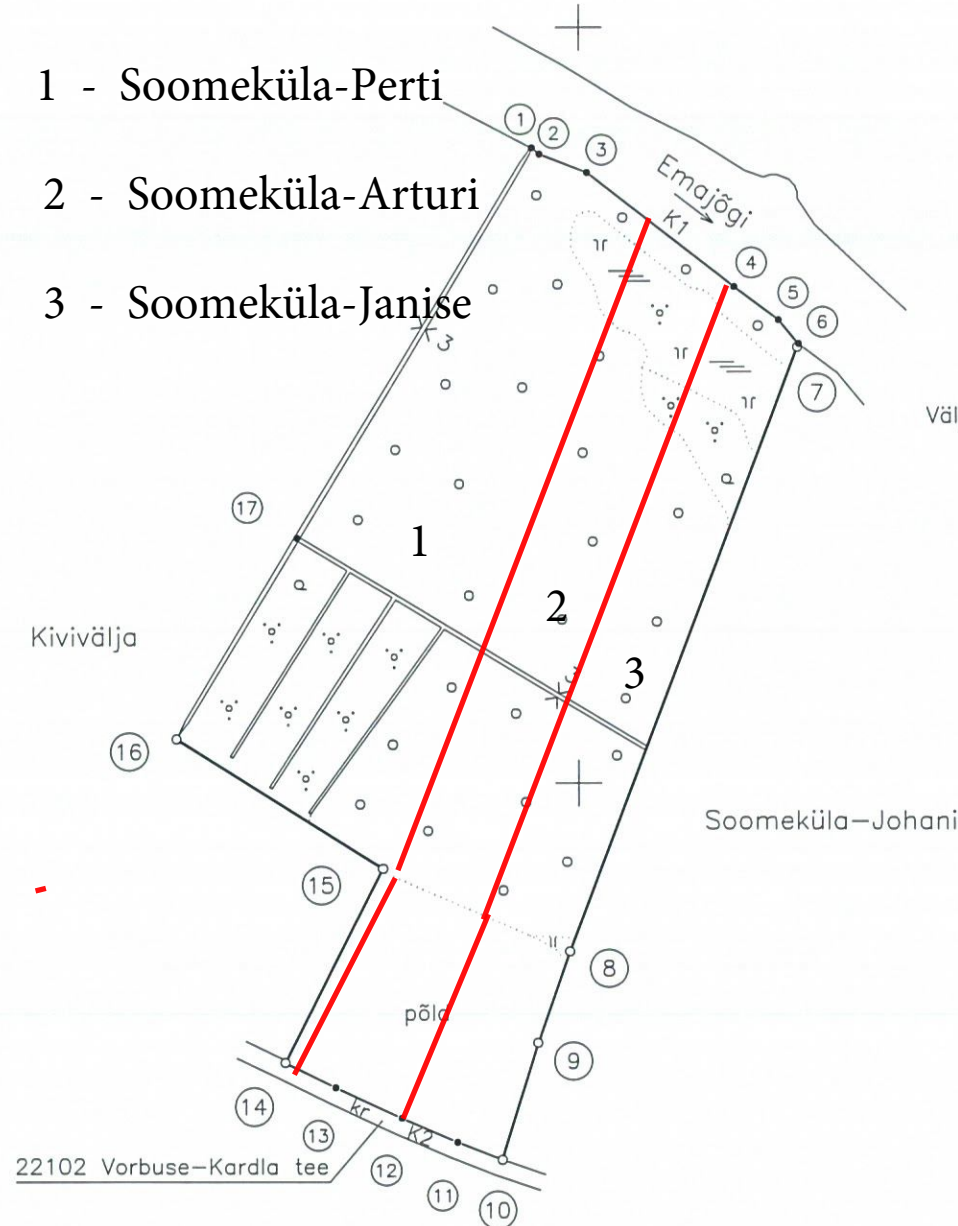 1 - Soomeküla-Perti
2 - Soomeküla-Arturi
3 - Soomeküla-Janise
1
2
3
Emajõgi
K1
4
5
6
7
Väl
K3
17
1
2
3
K3
Kivivälja
16
Soomeküla-Johani
15
8
põld
9
14
kr
13
K2
12
11
10
22102 Vorbuse-Kardla tee